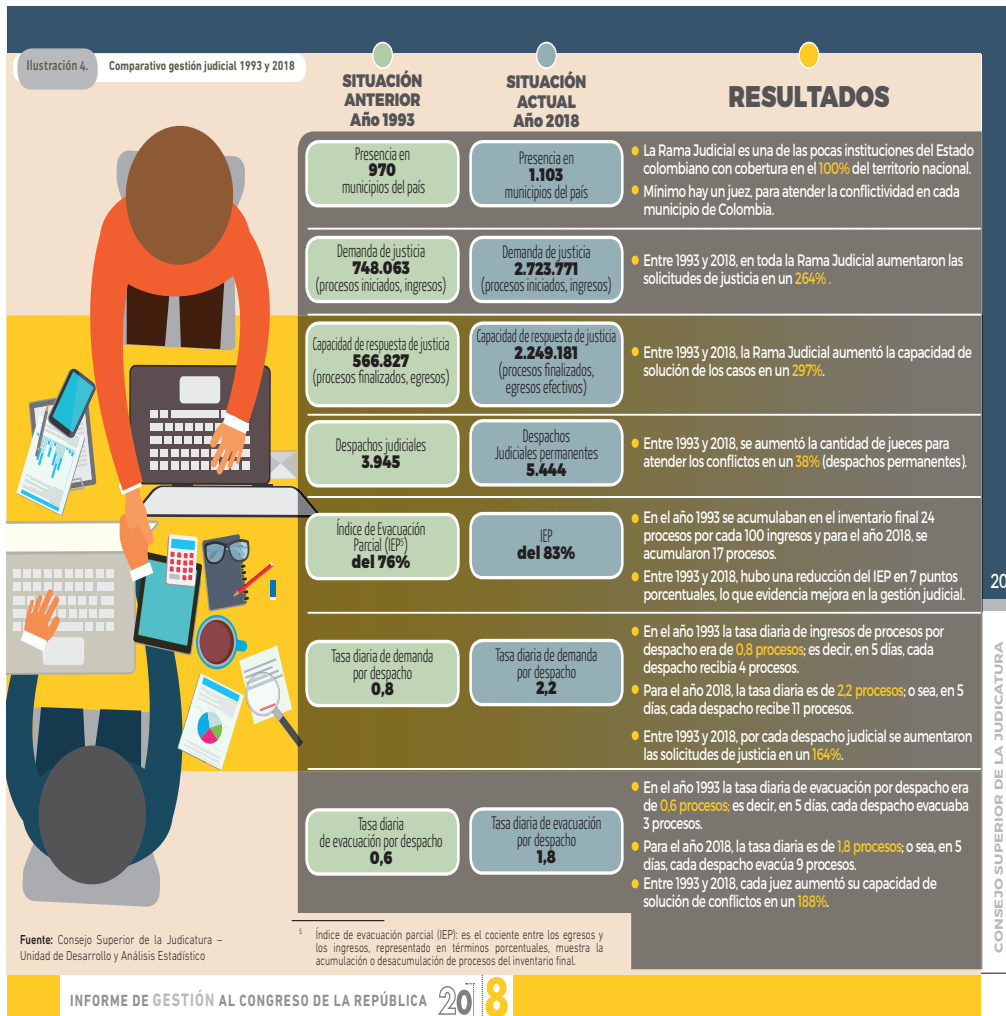 Ilustración 4. Comparativo gestión judicial 1993 y 2018
SITUACIÓN
ANTERIOR
Año 1993
SITUACIÓN
ACTUAL
Año 2018
RESULTADOS
Presencia en
970
municipios del país
Presencia en
1.103
municipios del país
La Rama Judicial es una de las pocas instituciones del Estado
colombiano con cobertura en el 100% del territorio nacional.
Mínimo hay un juez, para atender la conflictividad en cada
municipio de Colombia.
Demanda de justicia
748.063
(procesos iniciados, ingresos)
Demanda de justicia
2.723.771
(procesos iniciados, ingresos)
Entre 1993 y 2018, en toda la Rama Judicial aumentaron las
solicitudes de justicia en un 264% .
Capacidad de respuesta de justicia
566.827
(procesos finalizados, egresos)
Capacidad de respuesta de justicia
2.249.181
(procesos finalizados,
egresos efectivos)
Entre 1993 y 2018, la Rama Judicial aumentó la capacidad de
solución de los casos en un 297%.
Despachos judiciales
3.945
Despachos
Judiciales permanentes
5.444
Entre 1993 y 2018, se aumentó la cantidad de jueces para
atender los conflictos en un 38% (despachos permanentes).
Índice de Evacuación
Parcial (IEP5)
del 76%
IEP
del 83%
En el año 1993 se acumulaban en el inventario final 24
procesos por cada 100 ingresos y para el año 2018, se
acumularon 17 procesos.
Entre 1993 y 2018, hubo una reducción del IEP en 7 puntos
porcentuales, lo que evidencia mejora en la gestión judicial.
Tasa diaria de demanda
por despacho
0,8
Tasa diaria de demanda
por despacho
2,2
En el año 1993 la tasa diaria de ingresos de procesos por
despacho era de 0,8 procesos; es decir, en 5 días, cada
despacho recibía 4 procesos.
Para el año 2018, la tasa diaria es de 2,2 procesos; o sea, en 5
días, cada despacho recibe 11 procesos.
Entre 1993 y 2018, por cada despacho judicial se aumentaron
las solicitudes de justicia en un 164%.
Tasa diaria
de evacuación por despacho
0,6
Tasa diaria de evacuación
por despacho
1,8
En el año 1993 la tasa diaria de evacuación por despacho era
de 0,6 procesos; es decir, en 5 días, cada despacho evacuaba
3 procesos.
Para el año 2018, la tasa diaria es de 1,8 procesos; o sea, en 5
días, cada despacho evacúa 9 procesos.
Entre 1993 y 2018, cada juez aumentó su capacidad de
solución de conflictos en un 188%.
Fuente: Consejo Superior de la Judicatura –
Unidad de Desarrollo y Análisis Estadístico
5 Índice de evacuación parcial (IEP): es el cociente entre los egresos y
los ingresos, representado en términos porcentuales, muestra la
acumulación o desacumulación de procesos del inventario final.
20
CONSEJO SUPERIOR DE LA JUDICATURA
INFORME DE GESTIÓN AL CONGRESO DE LA REPÚBLICA 2018